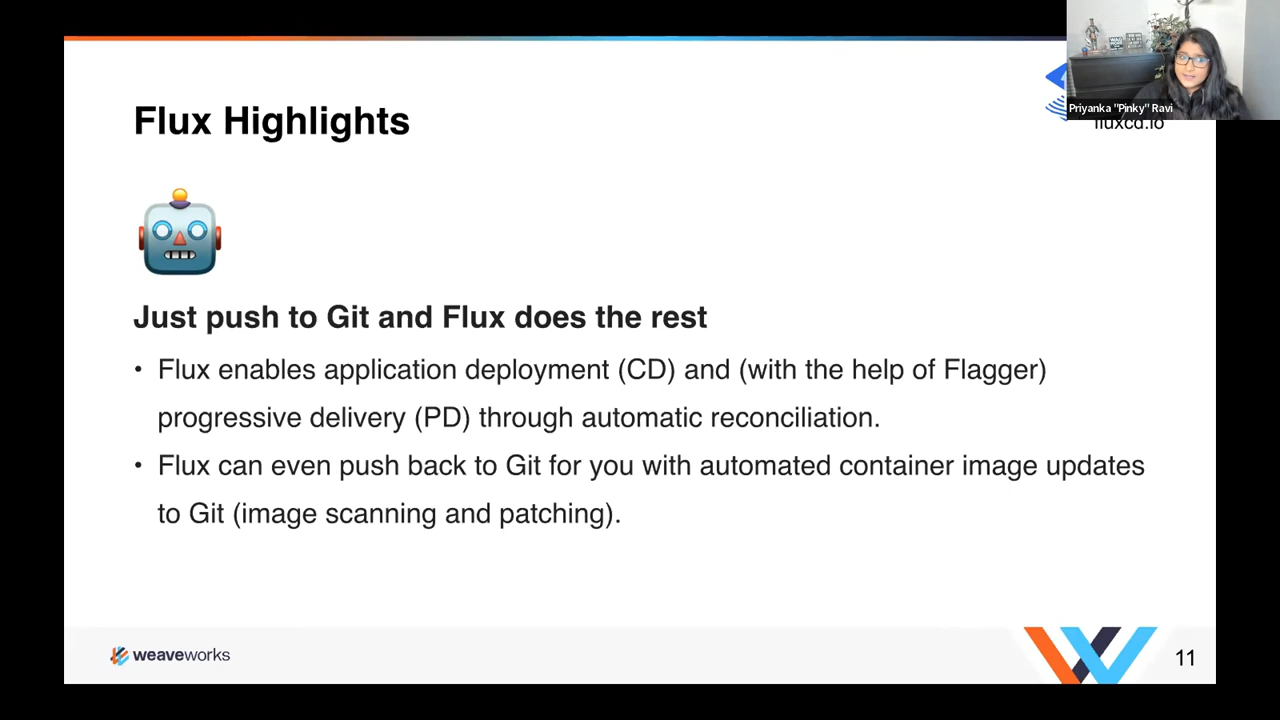 Flux Highlights
Priyanka "Pinky" Ravi
fluxcd.io
Just push to Git and Flux does the rest
• Flux enables application deployment (CD) and (with the help of Flagger)
progressive delivery (PD) through automatic reconciliation.
• Flux can even push back to Git for you with automated container image updates
to Git (image scanning and patching).
weaveworks
11